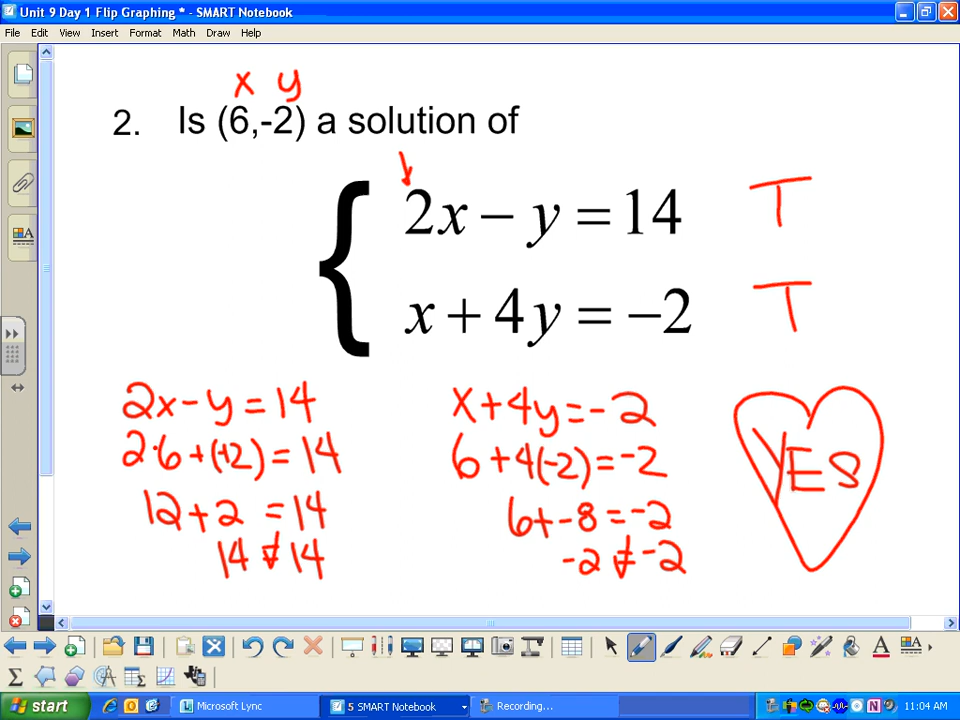 Unit 9 Day 1 Flip Graphing * - SMART Notebook
File Edit View Insert Format Math Draw Help
x y
2. Is (6,-2) a solution of
2x − y = 14 T
x + 4y = −2 T
2x - y = 14
2·6 + (+2) = 14
12 + 2 = 14
14 = 14
x + 4y = -2
6 + 4(-2) = -2
6 + -8 = -2
-2 = -2
YES
start
Microsoft Lync
5 SMART Notebook
Recording...
11:04 AM